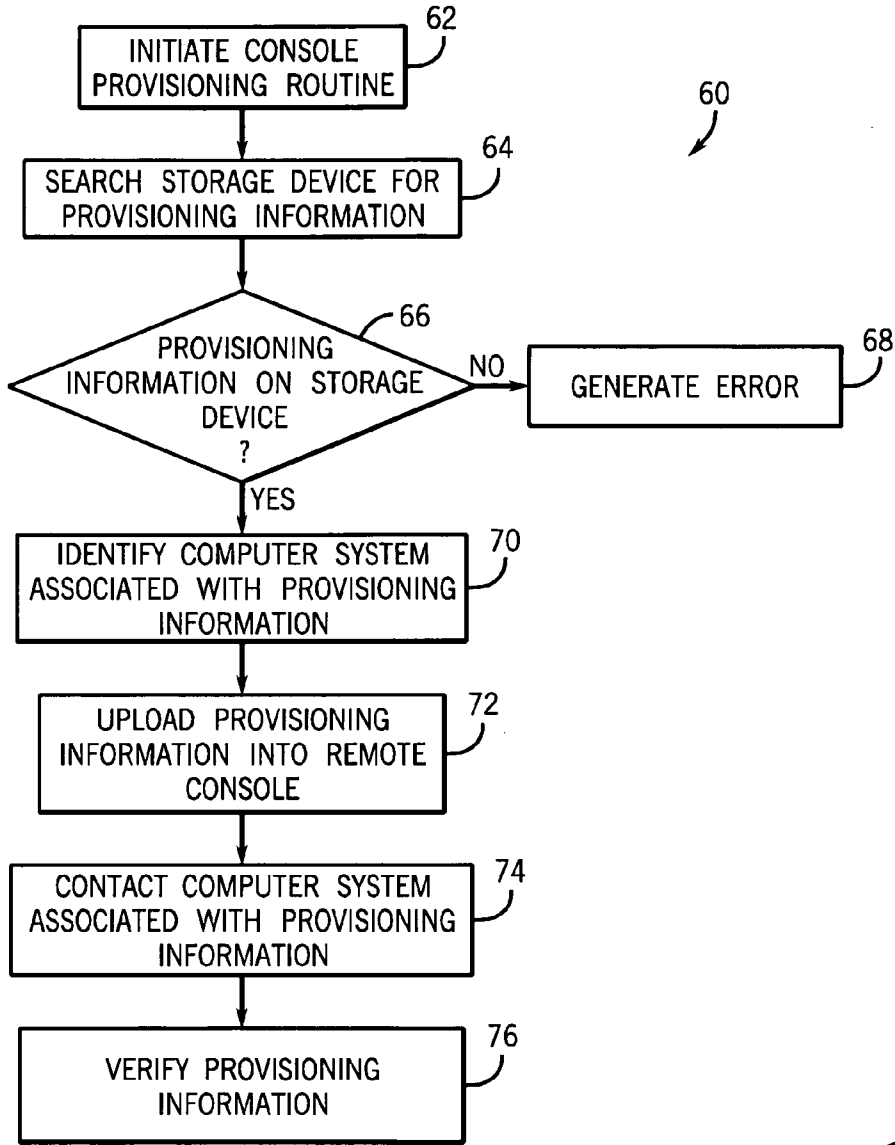 INITIATE CONSOLE
PROVISIONING ROUTINE
62
60
SEARCH STORAGE DEVICE FOR
PROVISIONING INFORMATION
64
PROVISIONING
INFORMATION ON STORAGE
DEVICE
?
66
NO
GENERATE ERROR
68
YES
IDENTIFY COMPUTER SYSTEM
ASSOCIATED WITH PROVISIONING
INFORMATION
70
UPLOAD PROVISIONING
INFORMATION INTO REMOTE
CONSOLE
72
CONTACT COMPUTER SYSTEM
ASSOCIATED WITH PROVISIONING
INFORMATION
74
VERIFY PROVISIONING
INFORMATION
76